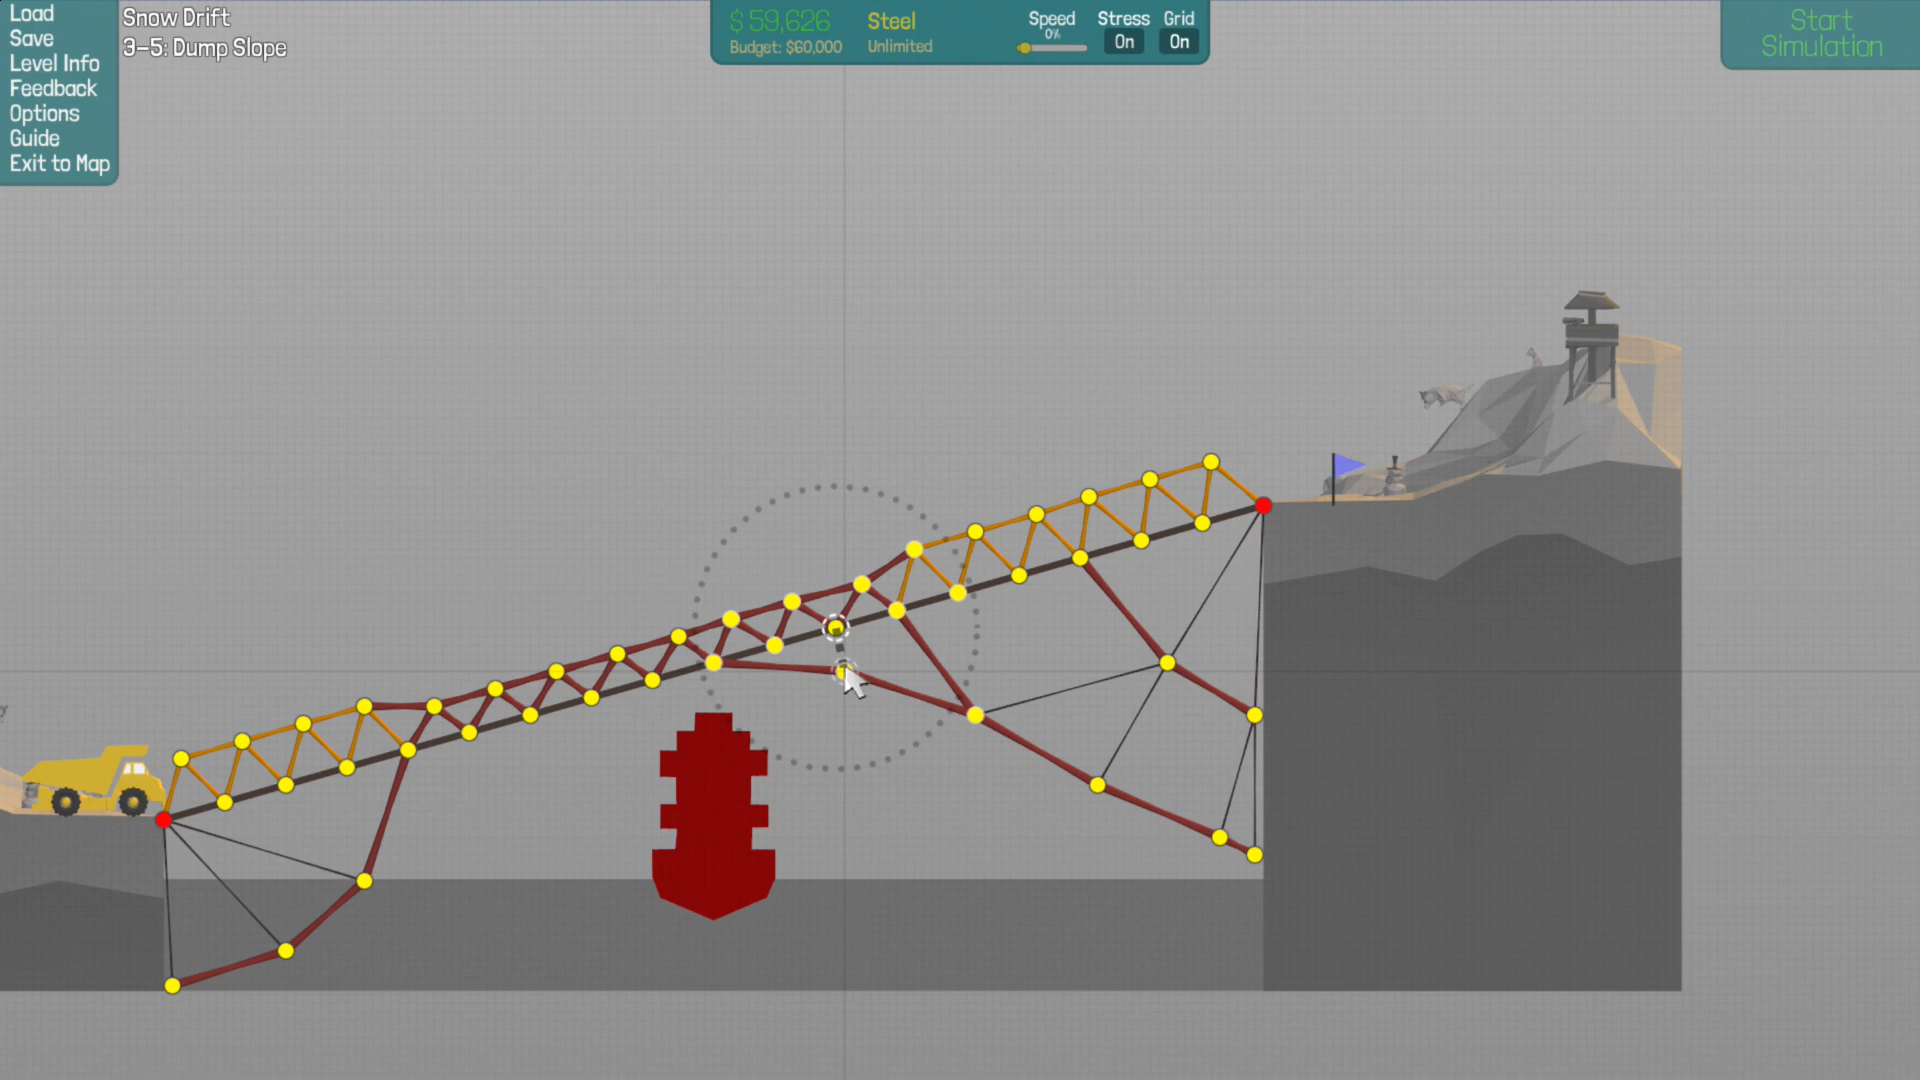 Load
Save
Level Info
Feedback
Options
Guide
Exit to Map
Snow Drift
3-5: Dump Slope
$ 59,626
Budget: $60,000
Steel
Unlimited
Speed
0%
Stress
On
Grid
On
Start
Simulation